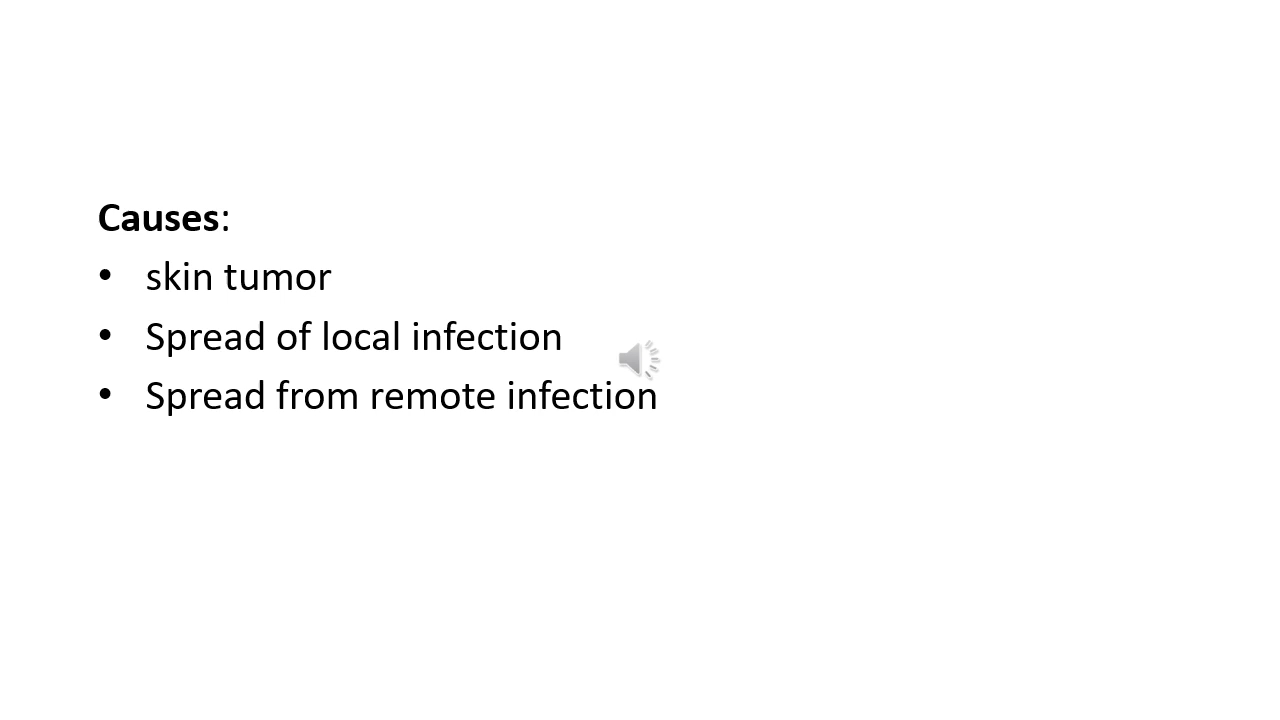 Causes:
• skin tumor
• Spread of local infection
• Spread from remote infection